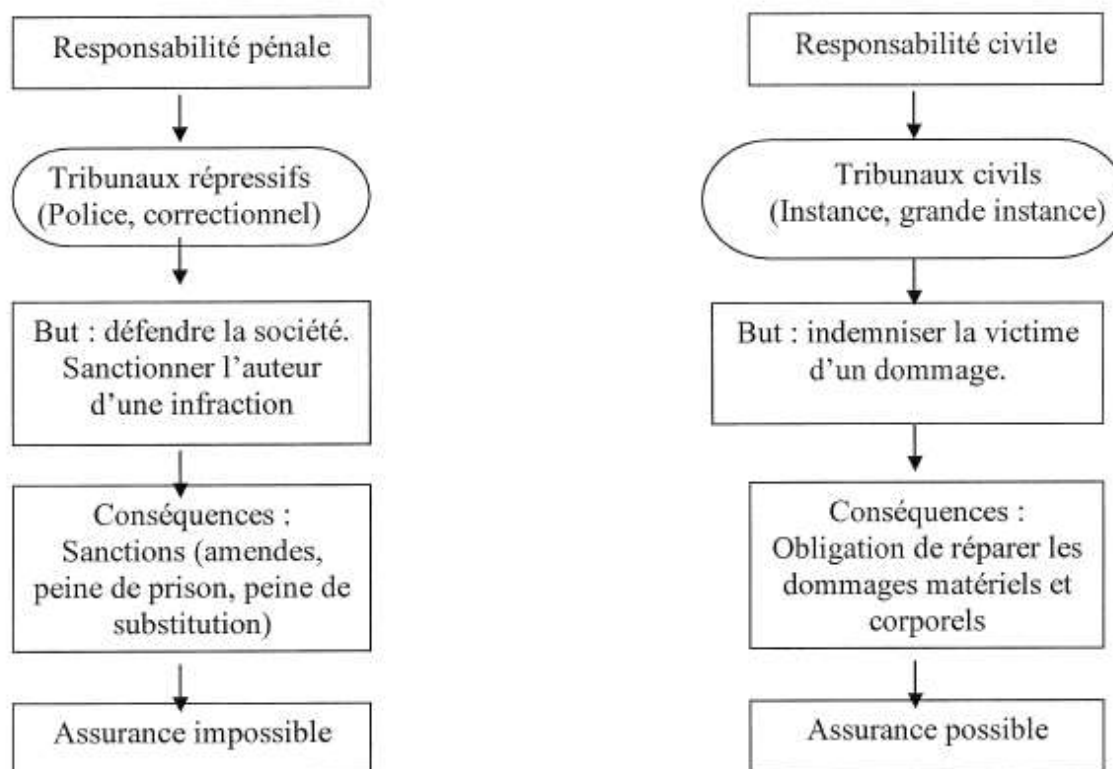 Responsabilité pénale
Tribunaux répressifs
(Police, correctionnel)
But : défendre la société.
Sanctionner l’auteur
d’une infraction
Conséquences :
Sanctions (amendes,
peine de prison, peine de
substitution)
Assurance impossible
Responsabilité civile
Tribunaux civils
(Instance, grande instance)
But : indemniser la victime
d’un dommage.
Conséquences :
Obligation de réparer les
dommages matériels et
corporels
Assurance possible